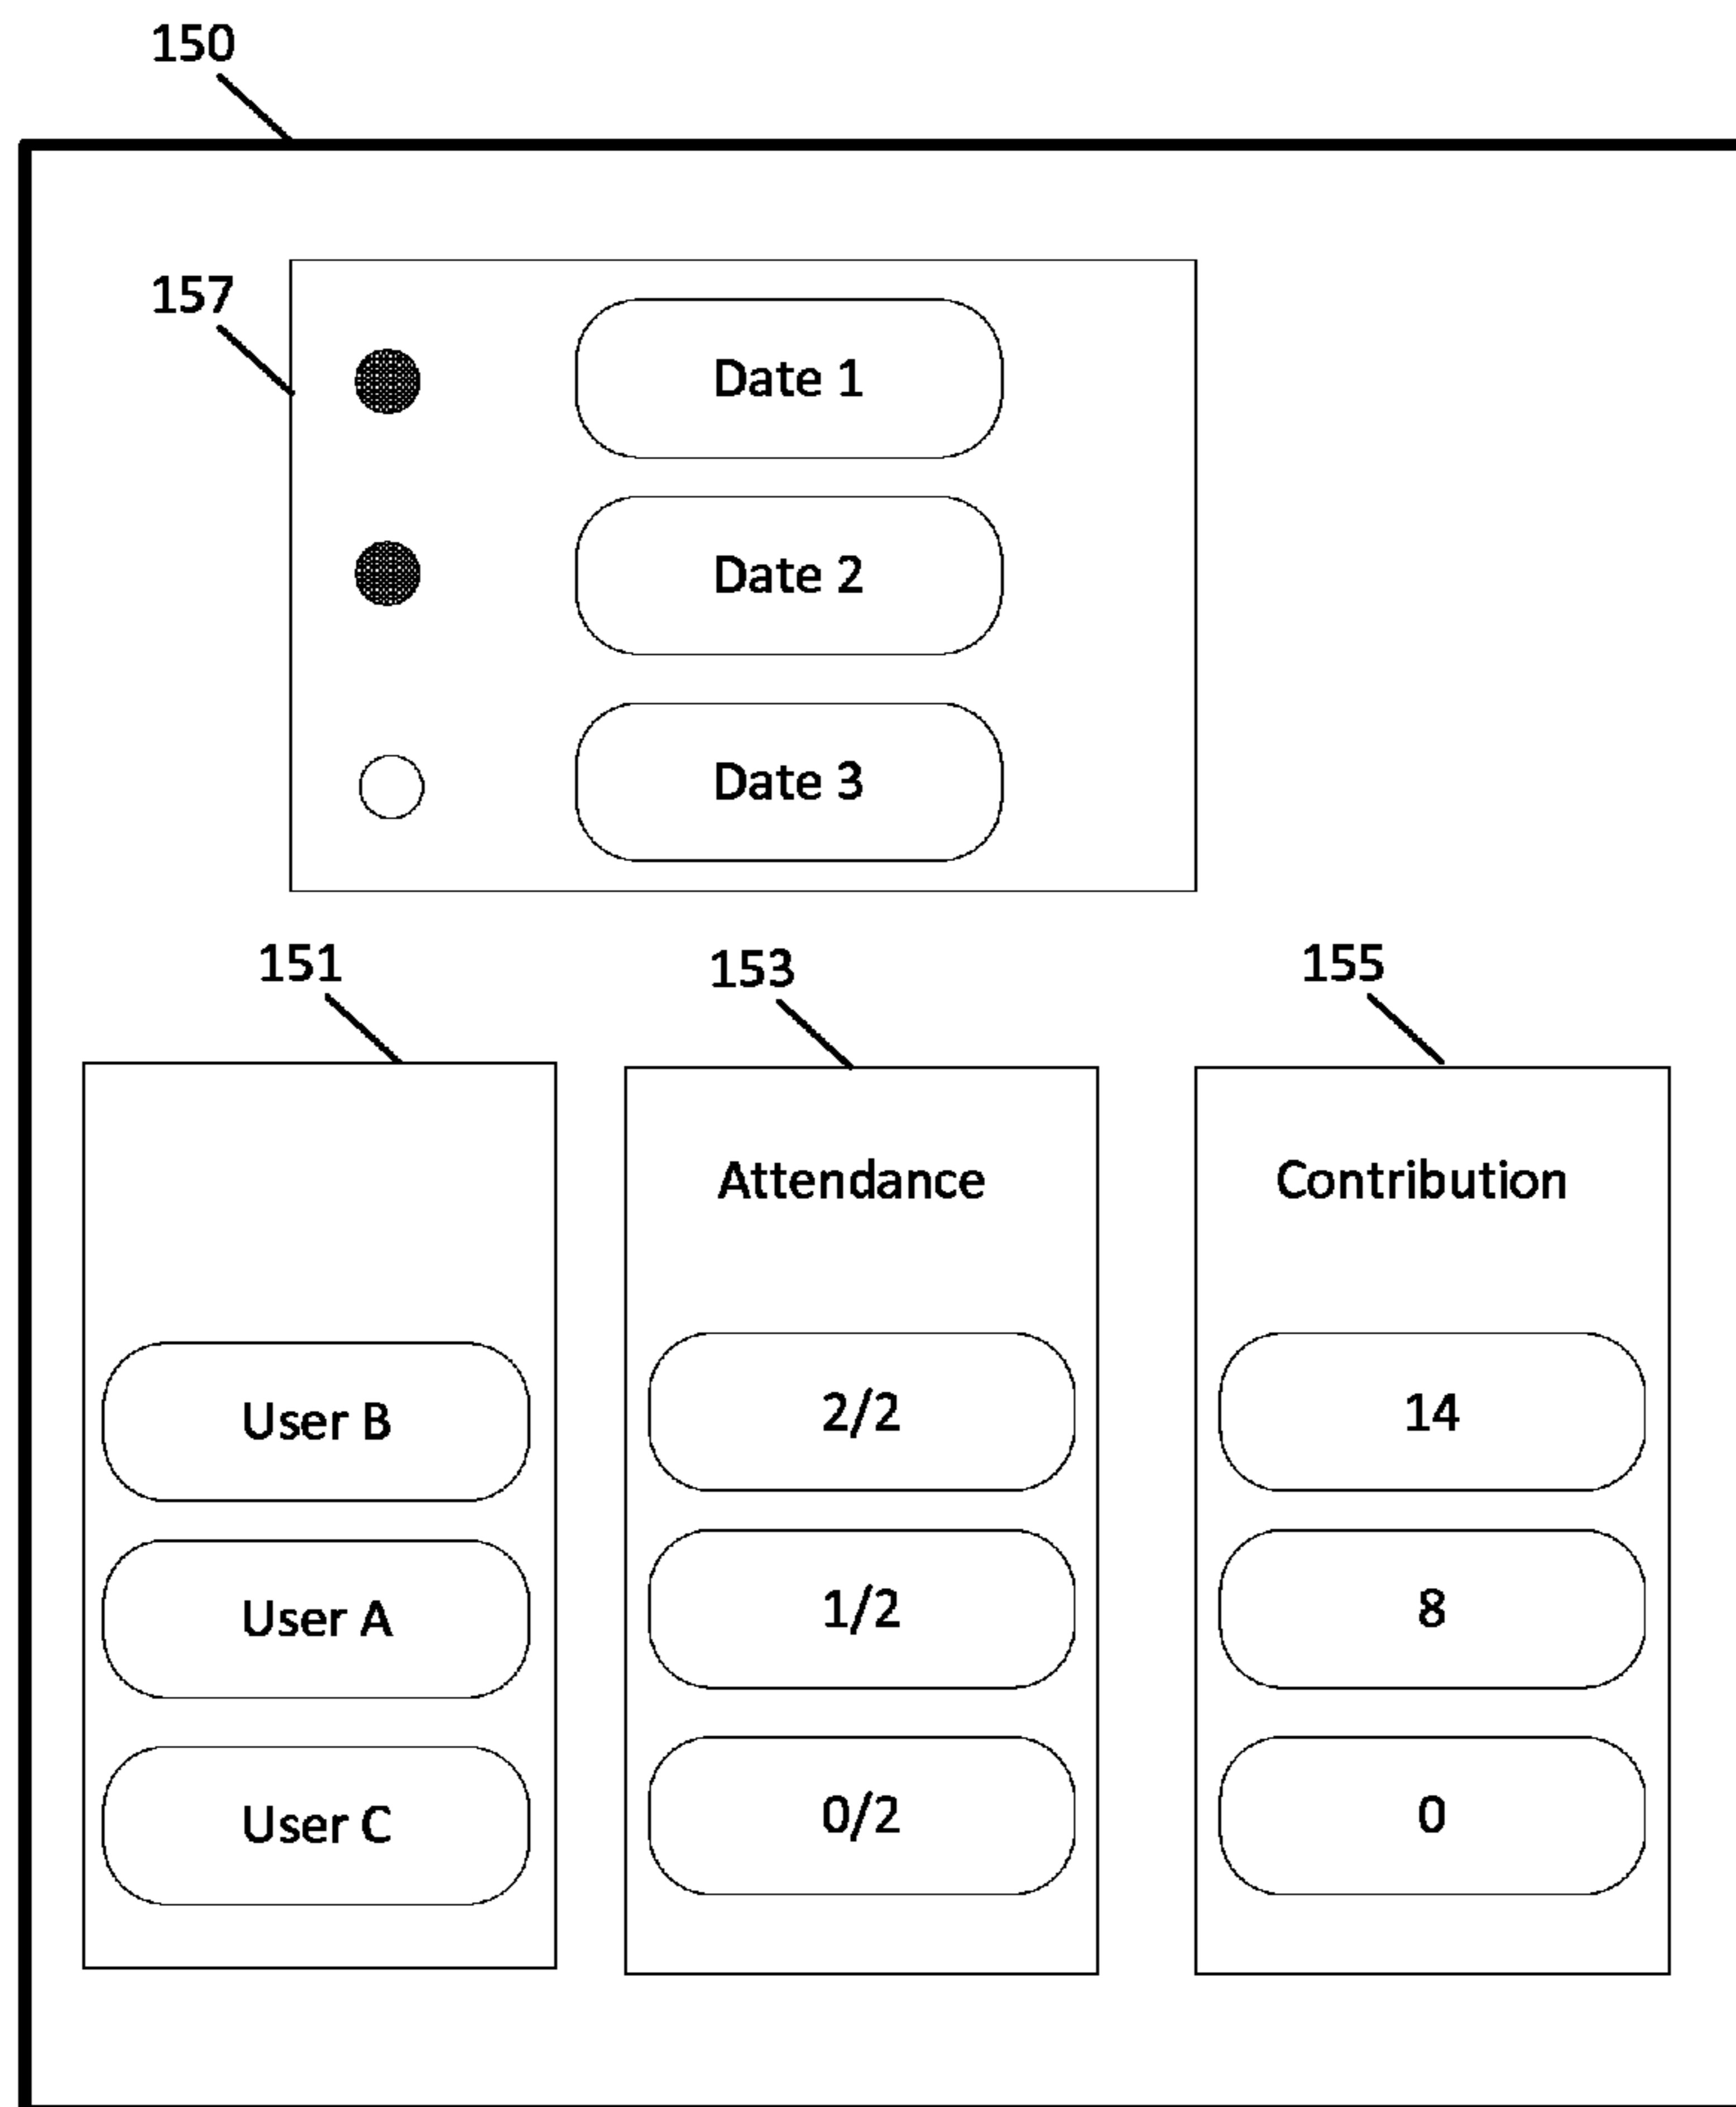 150
157
Date 1
Date 2
Date 3
151
153
155
Attendance
Contribution
User B
2/2
14
User A
1/2
8
User C
0/2
0